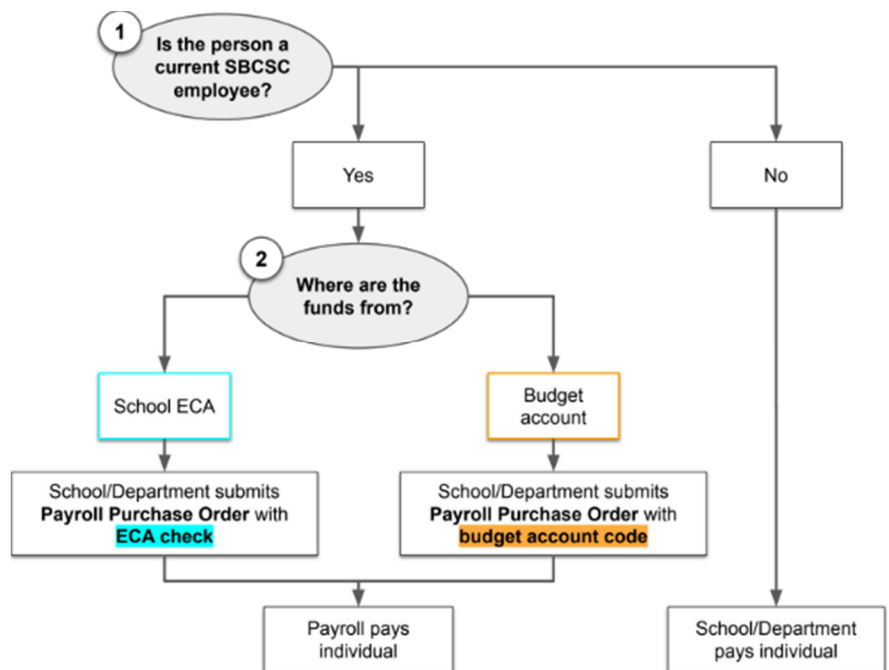 1
Is the person a
current SBCSC
employee?
Yes
No
2
Where are the
funds from?
School ECA
Budget
account
School/Department submits
Payroll Purchase Order with
ECA check
School/Department submits
Payroll Purchase Order with
budget account code
Payroll pays
individual
School/Department
pays individual